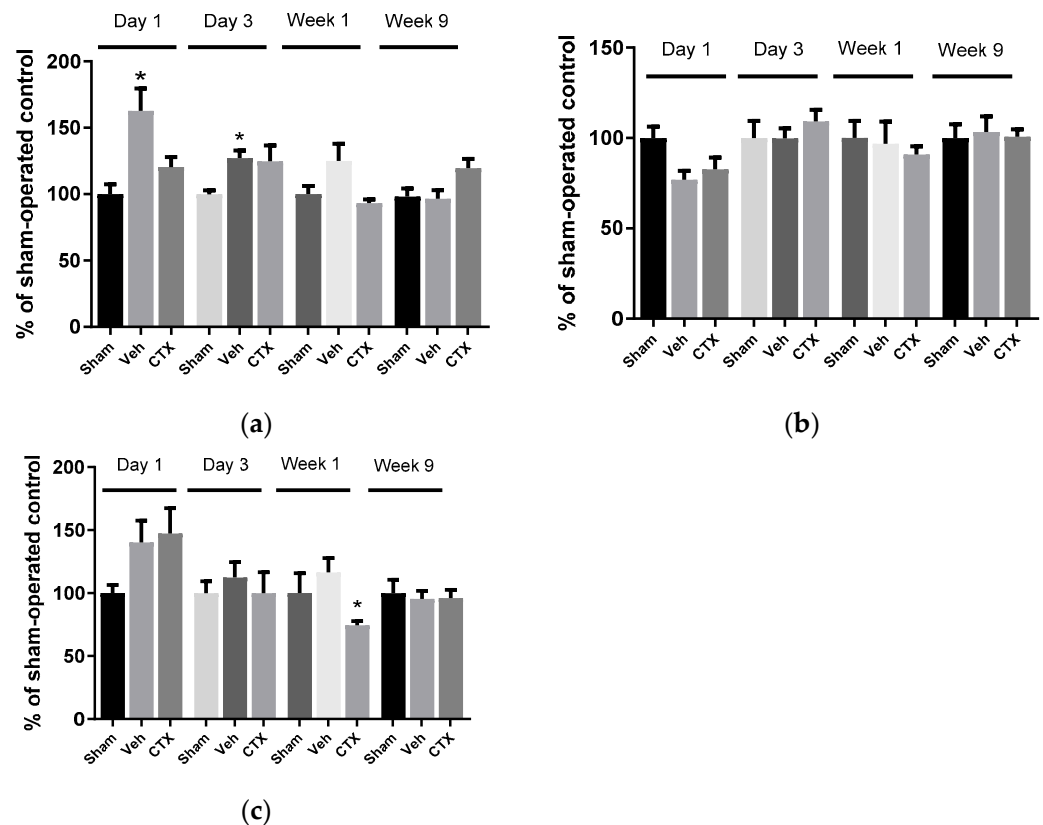 Day 1 Day 3 Week 1 Week 9
% of sham-operated control
200
150
100
50
0
* *
Sham Veh CTX Sham Veh CTX Sham Veh CTX Sham Veh CTX
(a)
Day 1 Day 3 Week 1 Week 9
% of sham-operated control
150
100
50
0
Sham Veh CTX Sham Veh CTX Sham Veh CTX Sham Veh CTX
(b)
Day 1 Day 3 Week 1 Week 9
% of sham-operated control
200
150
100
50
0
*
Sham Veh CTX Sham Veh CTX Sham Veh CTX Sham Veh CTX
(c)